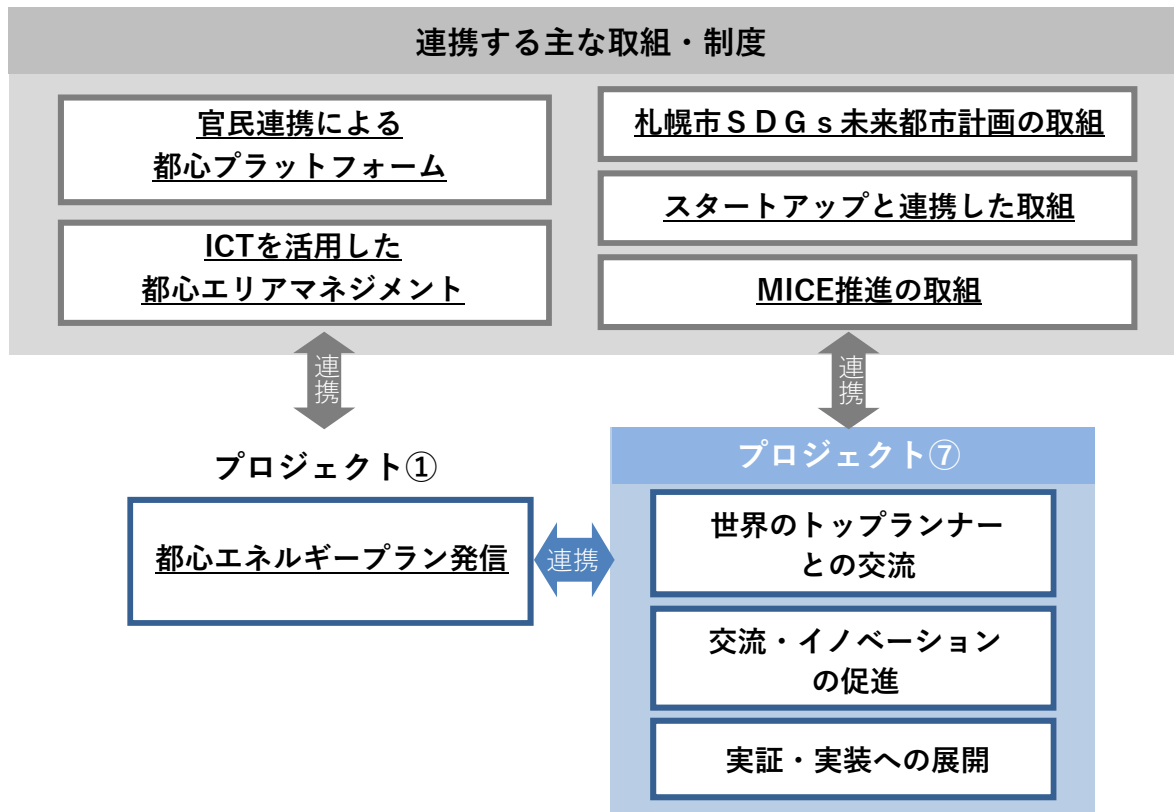 連携する主な取組・制度
官民連携による
都心プラットフォーム
ICTを活用した
都心エリアマネジメント
札幌市ＳＤＧｓ未来都市計画の取組
スタートアップと連携した取組
MICE推進の取組
連携
連携
プロジェクト①
都心エネルギープラン発信
連携
プロジェクト⑦
世界のトップランナー
との交流
交流・イノベーション
の促進
実証・実装への展開